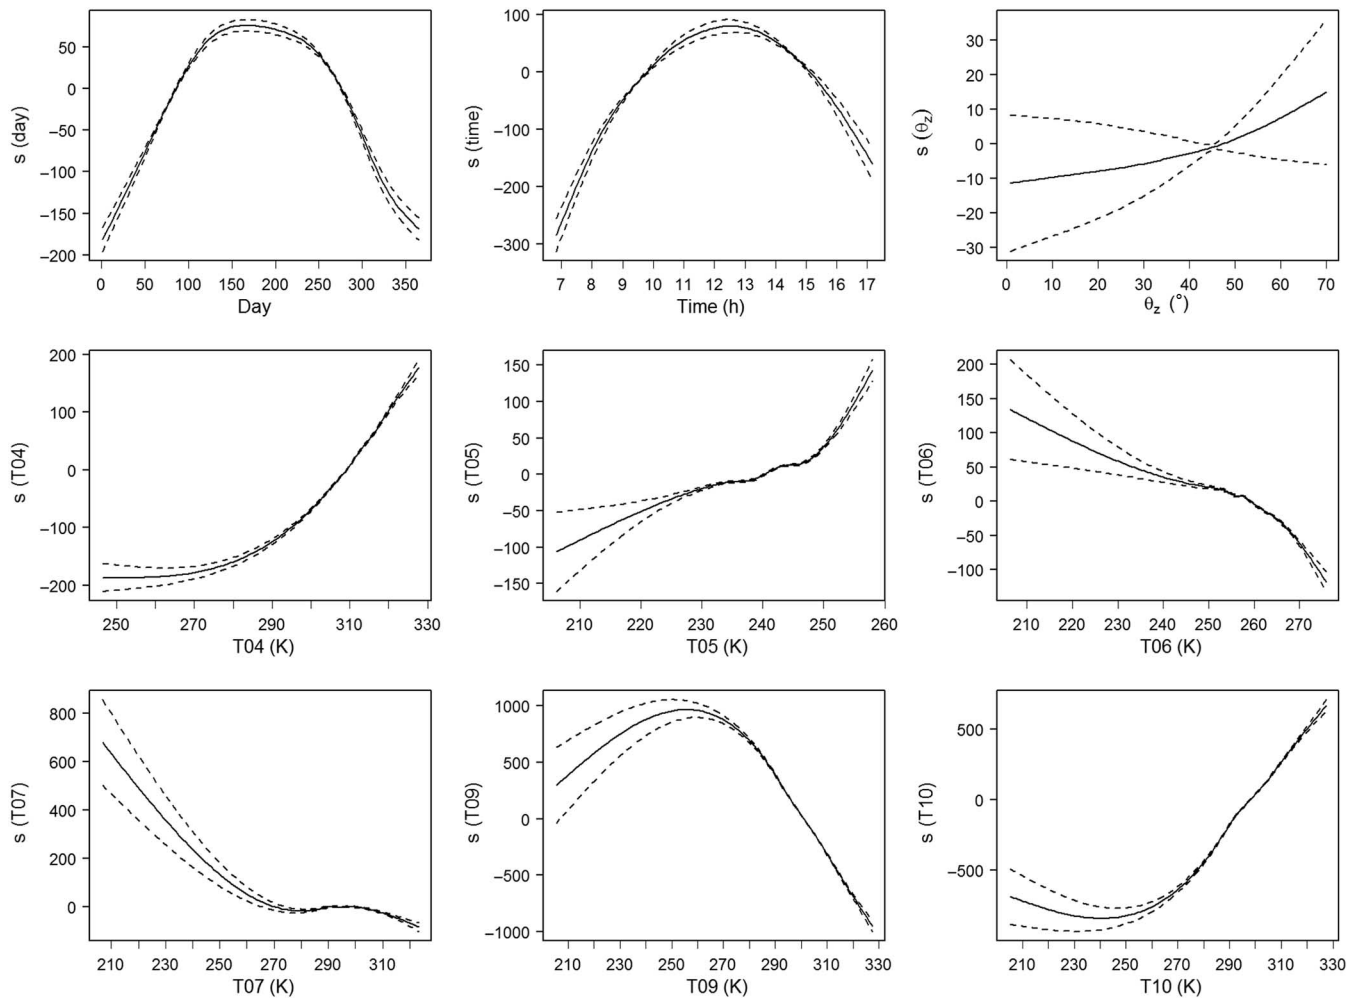 s (day)
50
0
−50
−100
−150
−200
0 50 100 150 200 250 300 350
Day
s (time)
100
0
−100
−200
−300
7 8 9 10 11 12 13 14 15 16 17
Time (h)
s (θz)
30
20
10
0
−10
−20
−30
0 10 20 30 40 50 60 70
θz (°)
s (T04)
200
100
0
−100
−200
250 270 290 310 330
T04 (K)
s (T05)
150
100
50
0
−50
−100
−150
210 220 230 240 250 260
T05 (K)
s (T06)
200
150
100
50
0
−50
−100
210 220 230 240 250 260 270
T06 (K)
s (T07)
800
600
400
200
0
210 230 250 270 290 310
T07 (K)
s (T09)
1000
500
0
−500
−1000
210 230 250 270 290 310 330
T09 (K)
s (T10)
500
0
−500
210 230 250 270 290 310 330
T10 (K)